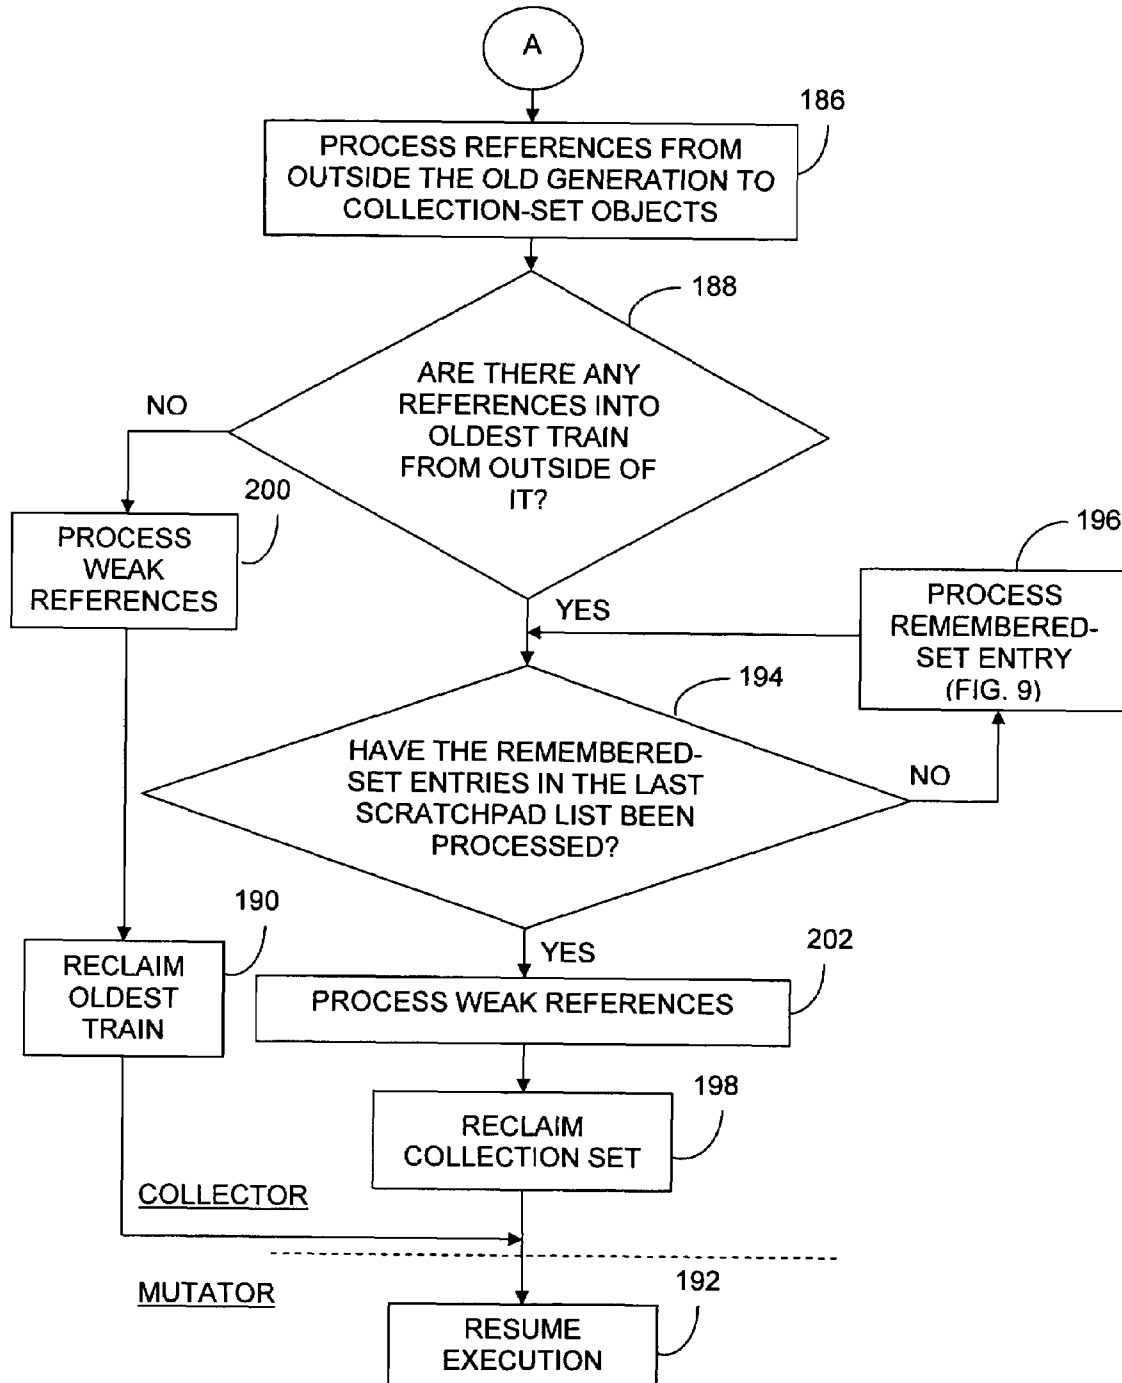 A
186
PROCESS REFERENCES FROM
OUTSIDE THE OLD GENERATION TO
COLLECTION-SET OBJECTS
188
ARE THERE ANY
REFERENCES INTO
OLDEST TRAIN
FROM OUTSIDE OF
IT?
NO
200
PROCESS
WEAK
REFERENCES
YES
196
PROCESS
REMEMBERED-
SET ENTRY
(FIG. 9)
194
HAVE THE REMEMBERED-
SET ENTRIES IN THE LAST
SCRATCHPAD LIST BEEN
PROCESSED?
NO
190
RECLAIM
OLDEST
TRAIN
YES
202
PROCESS WEAK REFERENCES
198
RECLAIM
COLLECTION SET
COLLECTOR
MUTATOR
192
RESUME
EXECUTION